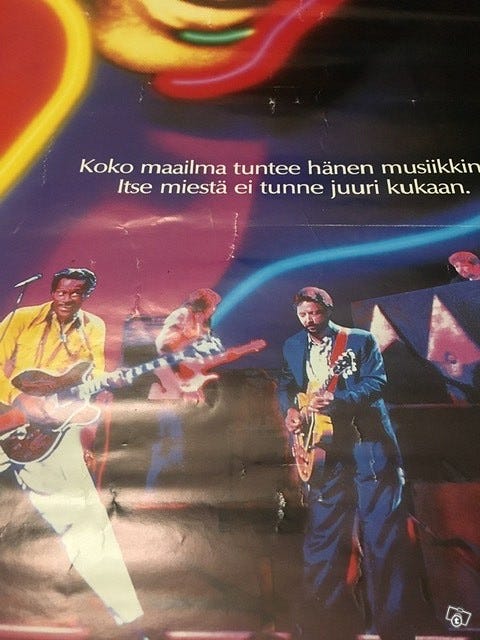 Koko maailma tuntee hänen musiikkin
Itse miestä ei tunne juuri kukaan.